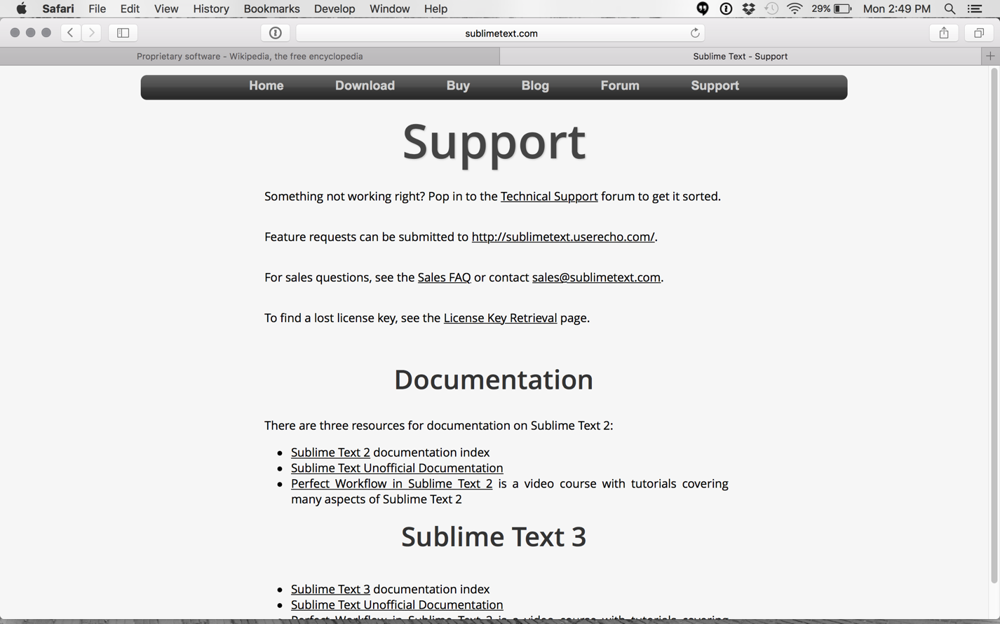 Safari File Edit View History Bookmarks Develop Window Help 29% Mon 2:49 PM
sublimetext.com
Proprietary software - Wikipedia, the free encyclopedia Sublime Text - Support
Home Download Buy Blog Forum Support
Support
Something not working right? Pop in to the Technical Support forum to get it sorted.
Feature requests can be submitted to http://sublimetext.userecho.com/.
For sales questions, see the Sales FAQ or contact sales@sublimetext.com.
To find a lost license key, see the License Key Retrieval page.
Documentation
There are three resources for documentation on Sublime Text 2:
• Sublime Text 2 documentation index
• Sublime Text Unofficial Documentation
• Perfect Workflow in Sublime Text 2 is a video course with tutorials covering
many aspects of Sublime Text 2
Sublime Text 3
• Sublime Text 3 documentation index
• Sublime Text Unofficial Documentation